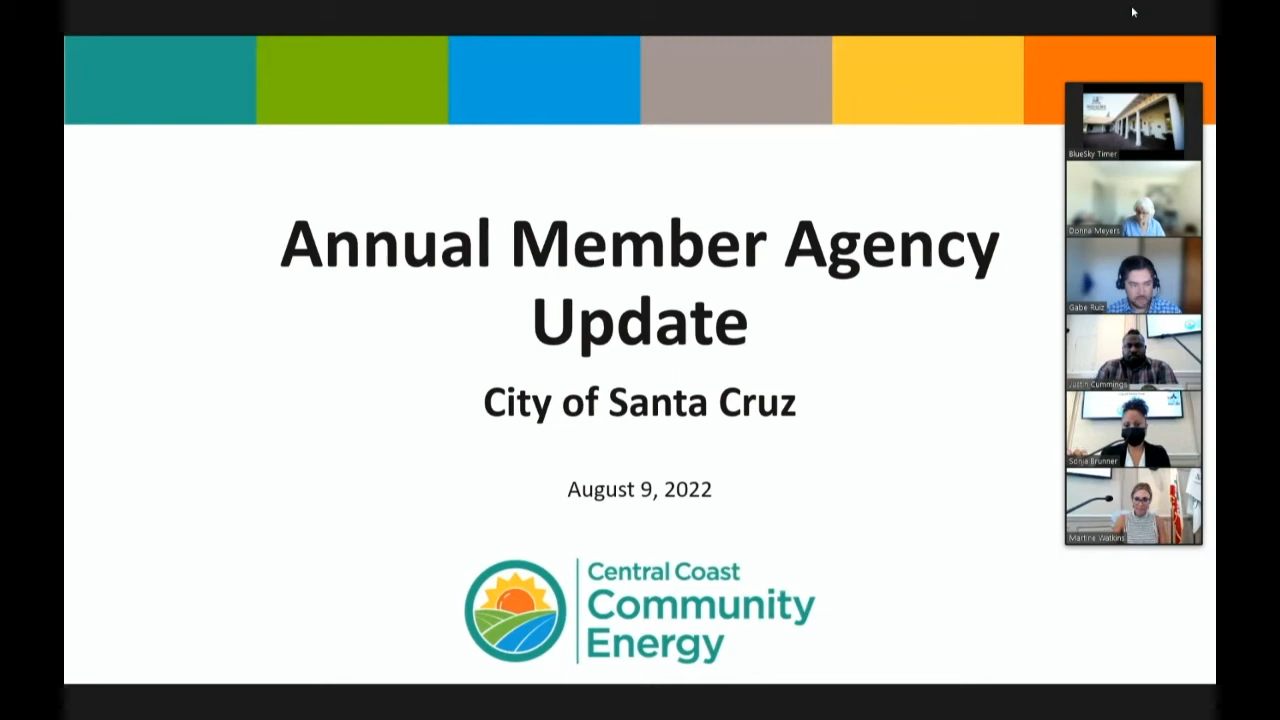 Annual Member Agency
Update
City of Santa Cruz
August 9, 2022
Central Coast
Community
Energy
BlueSky Timer
Donna Meyers
Gabe Ruiz
Justin Cummings
Sonja Brunner
Martine Watkins